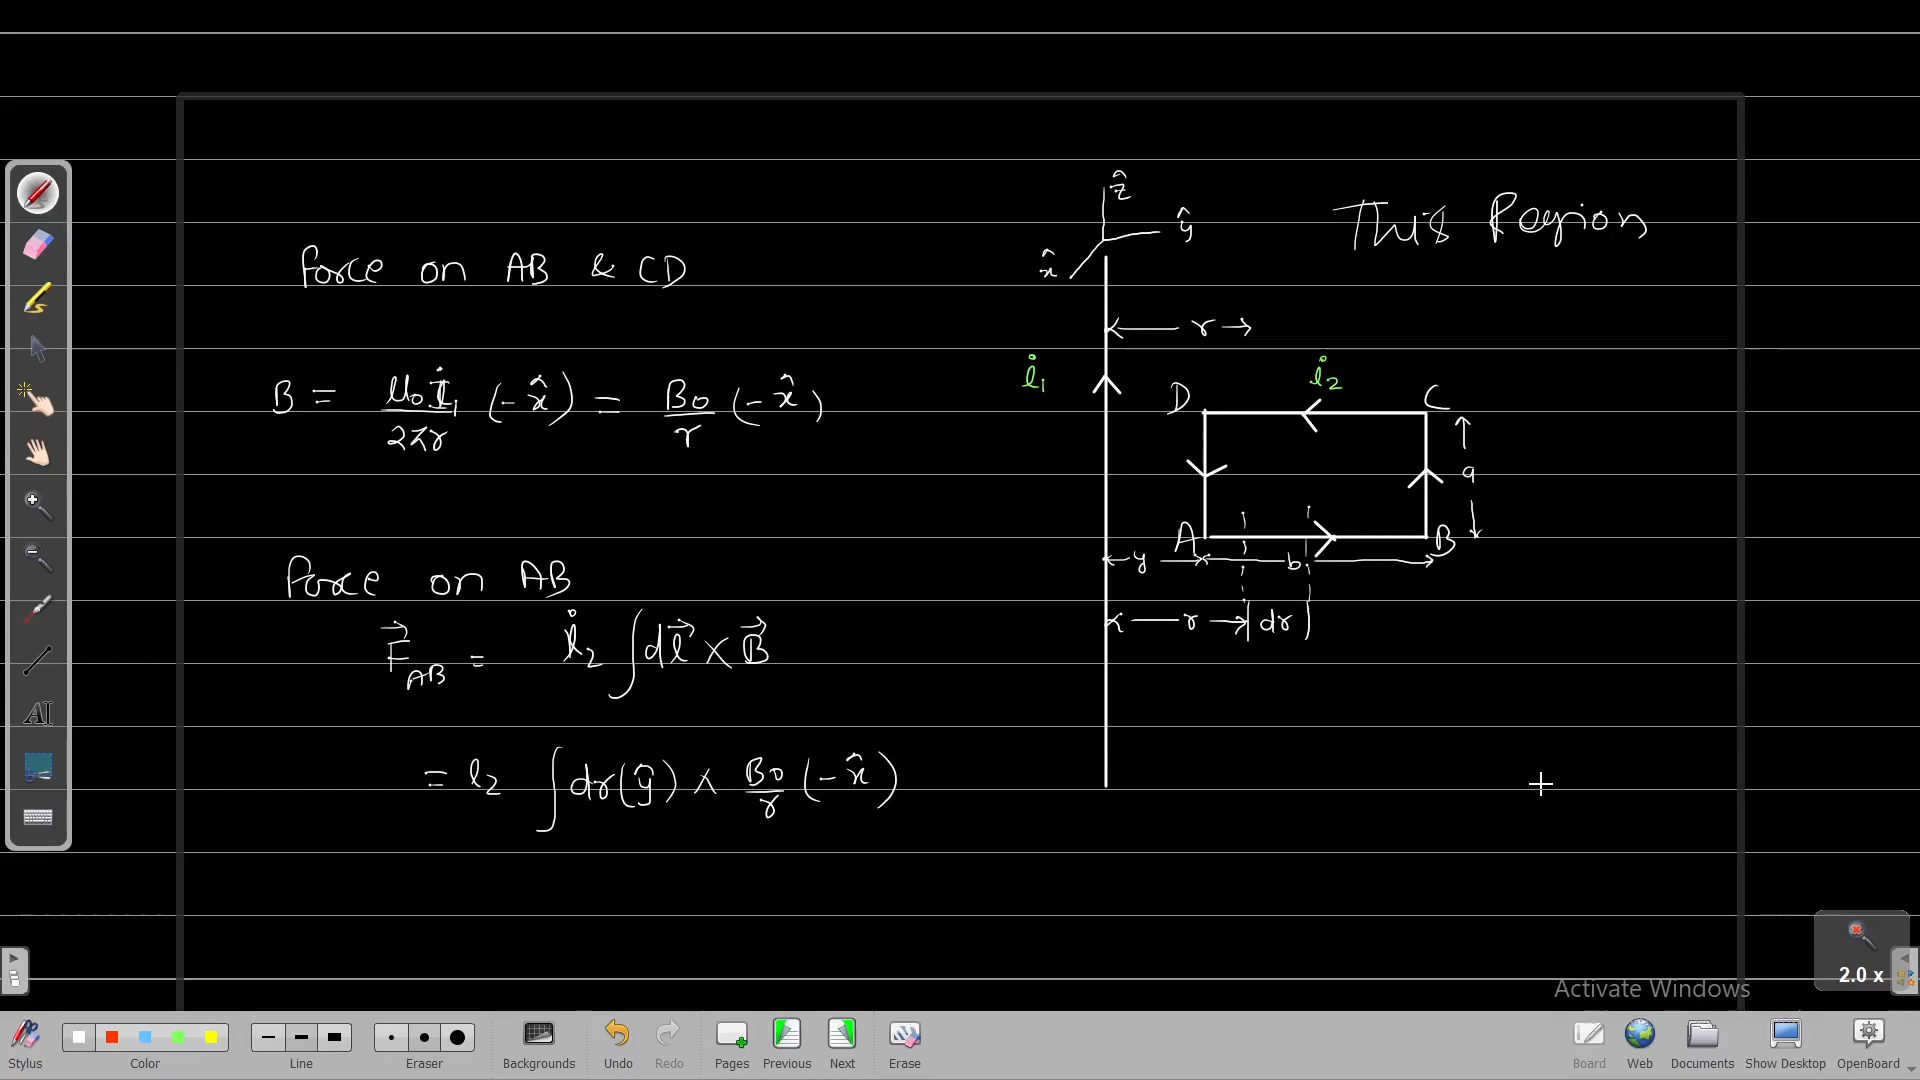 ẑ
ŷ
x̂
This Region
Force on AB & CD
r
i₁
i₂
B = μ₀i₁/2πr (-x̂) = B₀/r (-x̂)
D
C
a
A
B
y
b
r
dr
Force on AB
F⃗_AB = i₂ ∫ dl⃗ × B⃗
= i₂ ∫ dr(ŷ) × B₀/r (-x̂)
AI
2.0 x
Activate Windows
Stylus
Color
Line
Eraser
Backgrounds
Undo
Redo
Pages
Previous
Next
Erase
Board
Web
Documents
Show Desktop
OpenBoard